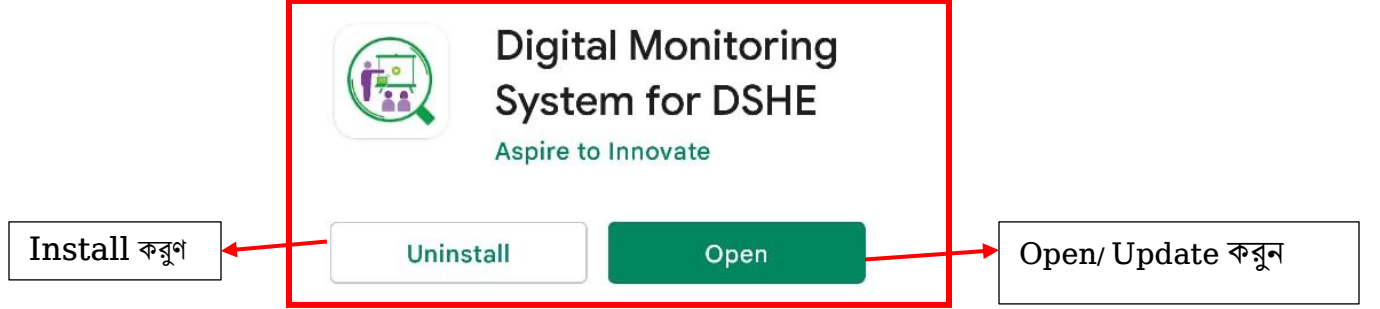 Digital Monitoring
System for DSHE
Aspire to Innovate
Install করুণ
Uninstall
Open
Open/ Update করুন